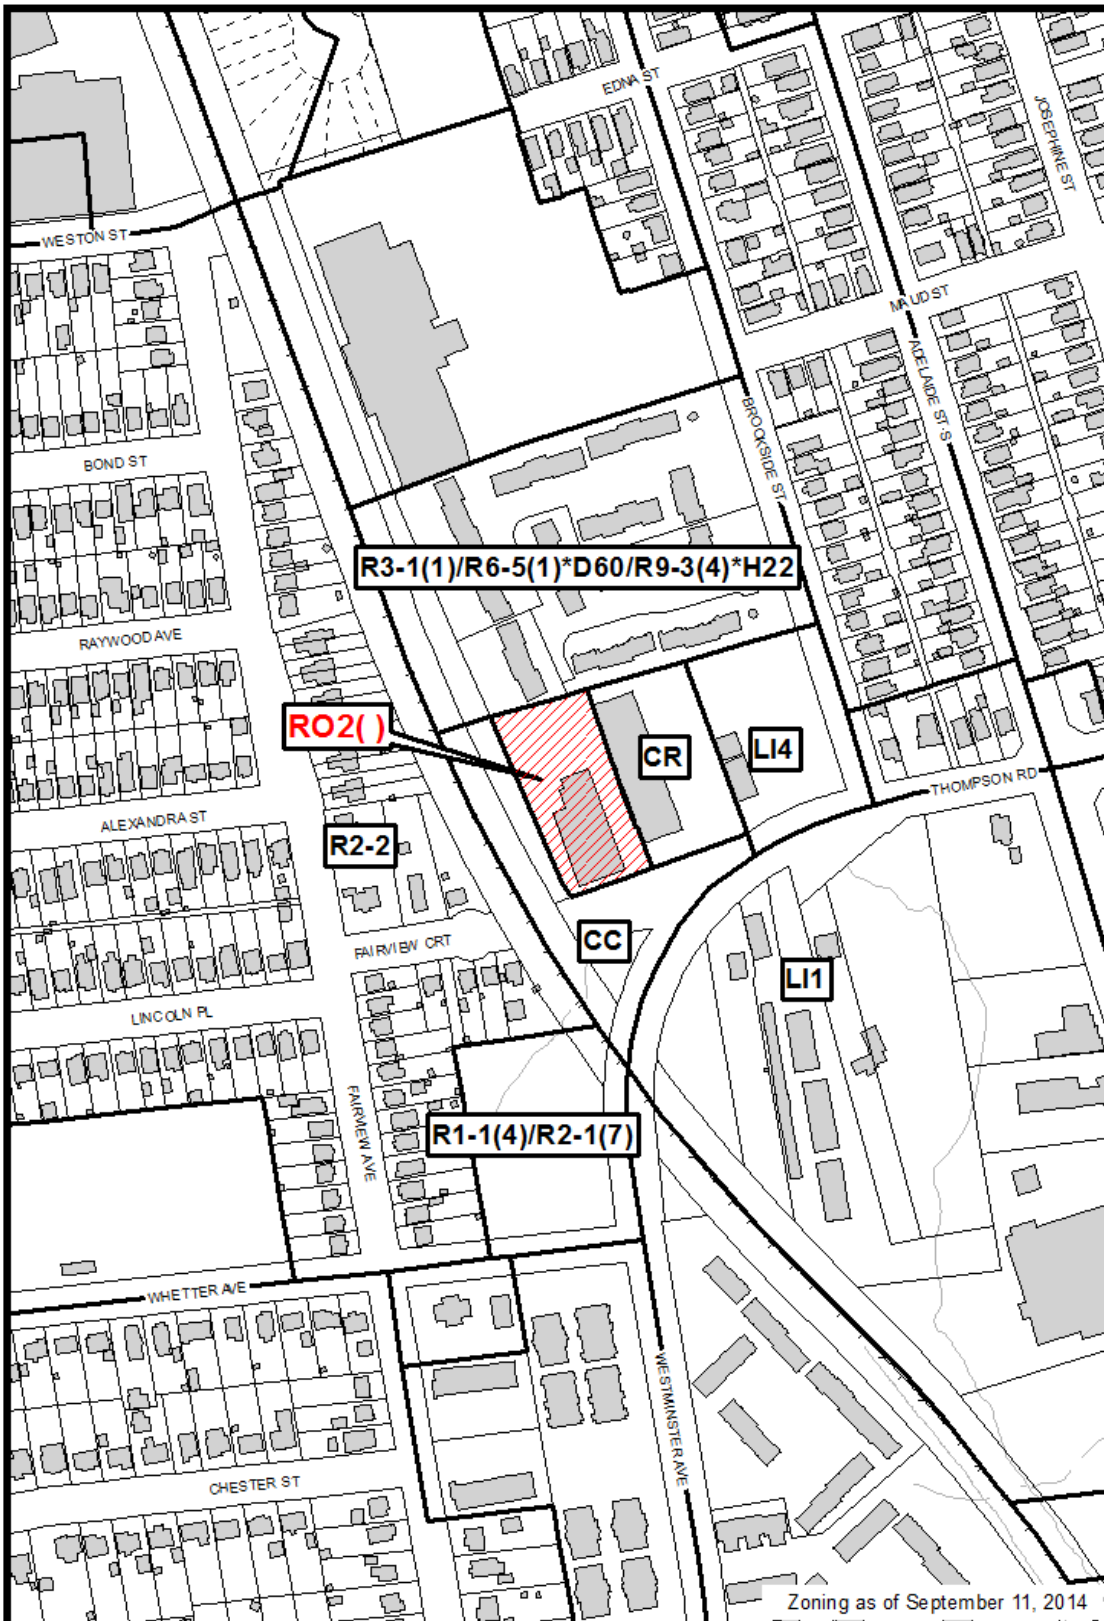 EDNA ST
JOSEPHINE ST
WESTON ST
MAUD ST
ADELAIDE ST S
BROOKSIDE ST
BOND ST
R3-1(1)/R6-5(1)*D60/R9-3(4)*H22
RAYWOOD AVE
RO2( )
CR
LI4
THOMPSON RD
ALEXANDRA ST
R2-2
FAIRVIEW CRT
CC
LI1
LINCOLN PL
FAIRVIEW AVE
R1-1(4)/R2-1(7)
WHETTER AVE
WESTMINSTER AVE
CHESTER ST
Zoning as of September 11, 2014